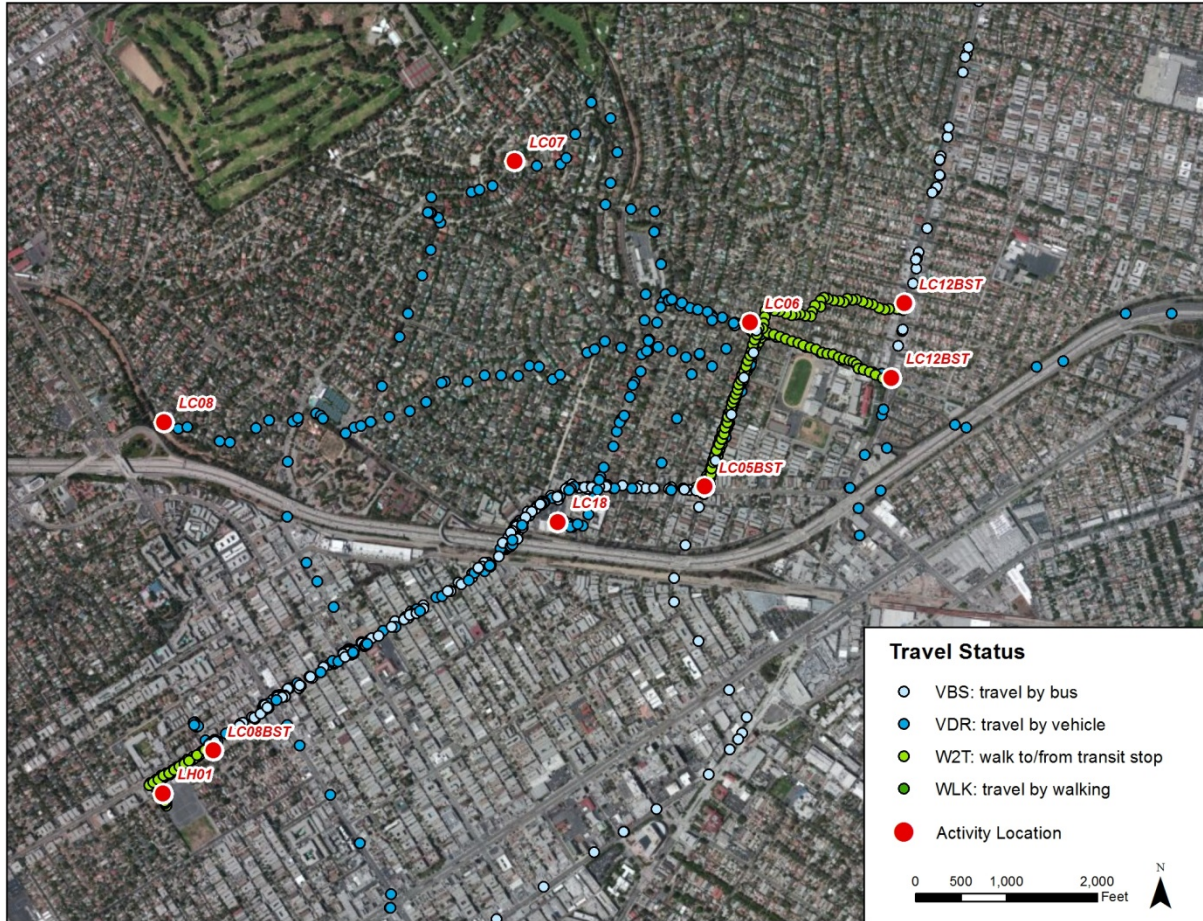 LC07
LC06
LC12BST
LC12BST
LC08
LC05BST
LC18
LC08BST
LH01
Travel Status
VBS: travel by bus
VDR: travel by vehicle
W2T: walk to/from transit stop
WLK: travel by walking
Activity Location
N
0 500 1,000 2,000
Feet